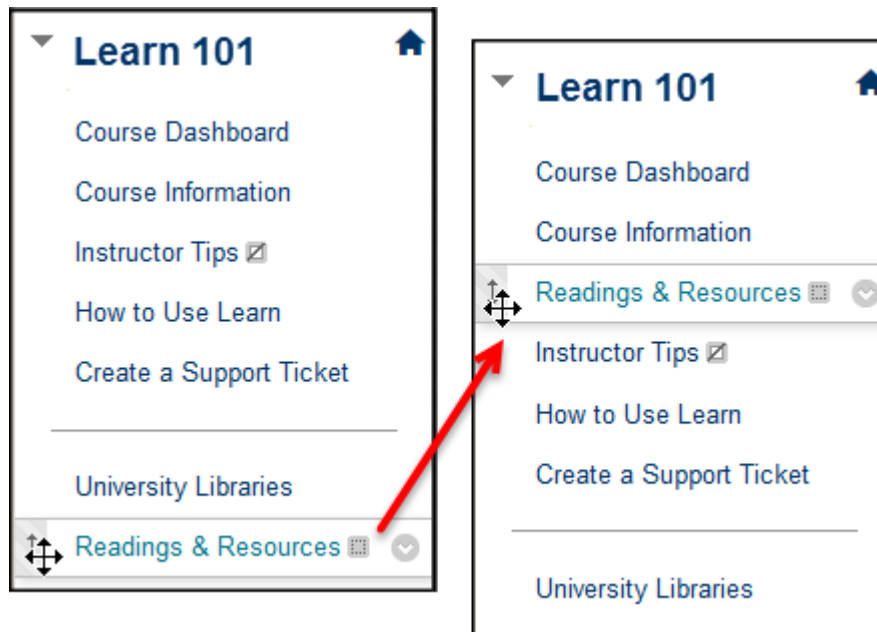 Learn 101
Course Dashboard
Course Information
Instructor Tips
How to Use Learn
Create a Support Ticket
University Libraries
Readings & Resources
Learn 101
Course Dashboard
Course Information
Readings & Resources
Instructor Tips
How to Use Learn
Create a Support Ticket
University Libraries